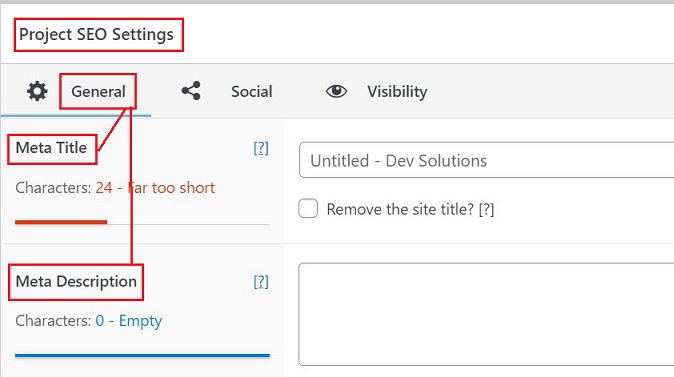 Project SEO Settings
General Social Visibility
Meta Title [?]
Untitled - Dev Solutions
Characters: 24 - Far too short
Remove the site title? [?]
Meta Description [?]
Characters: 0 - Empty